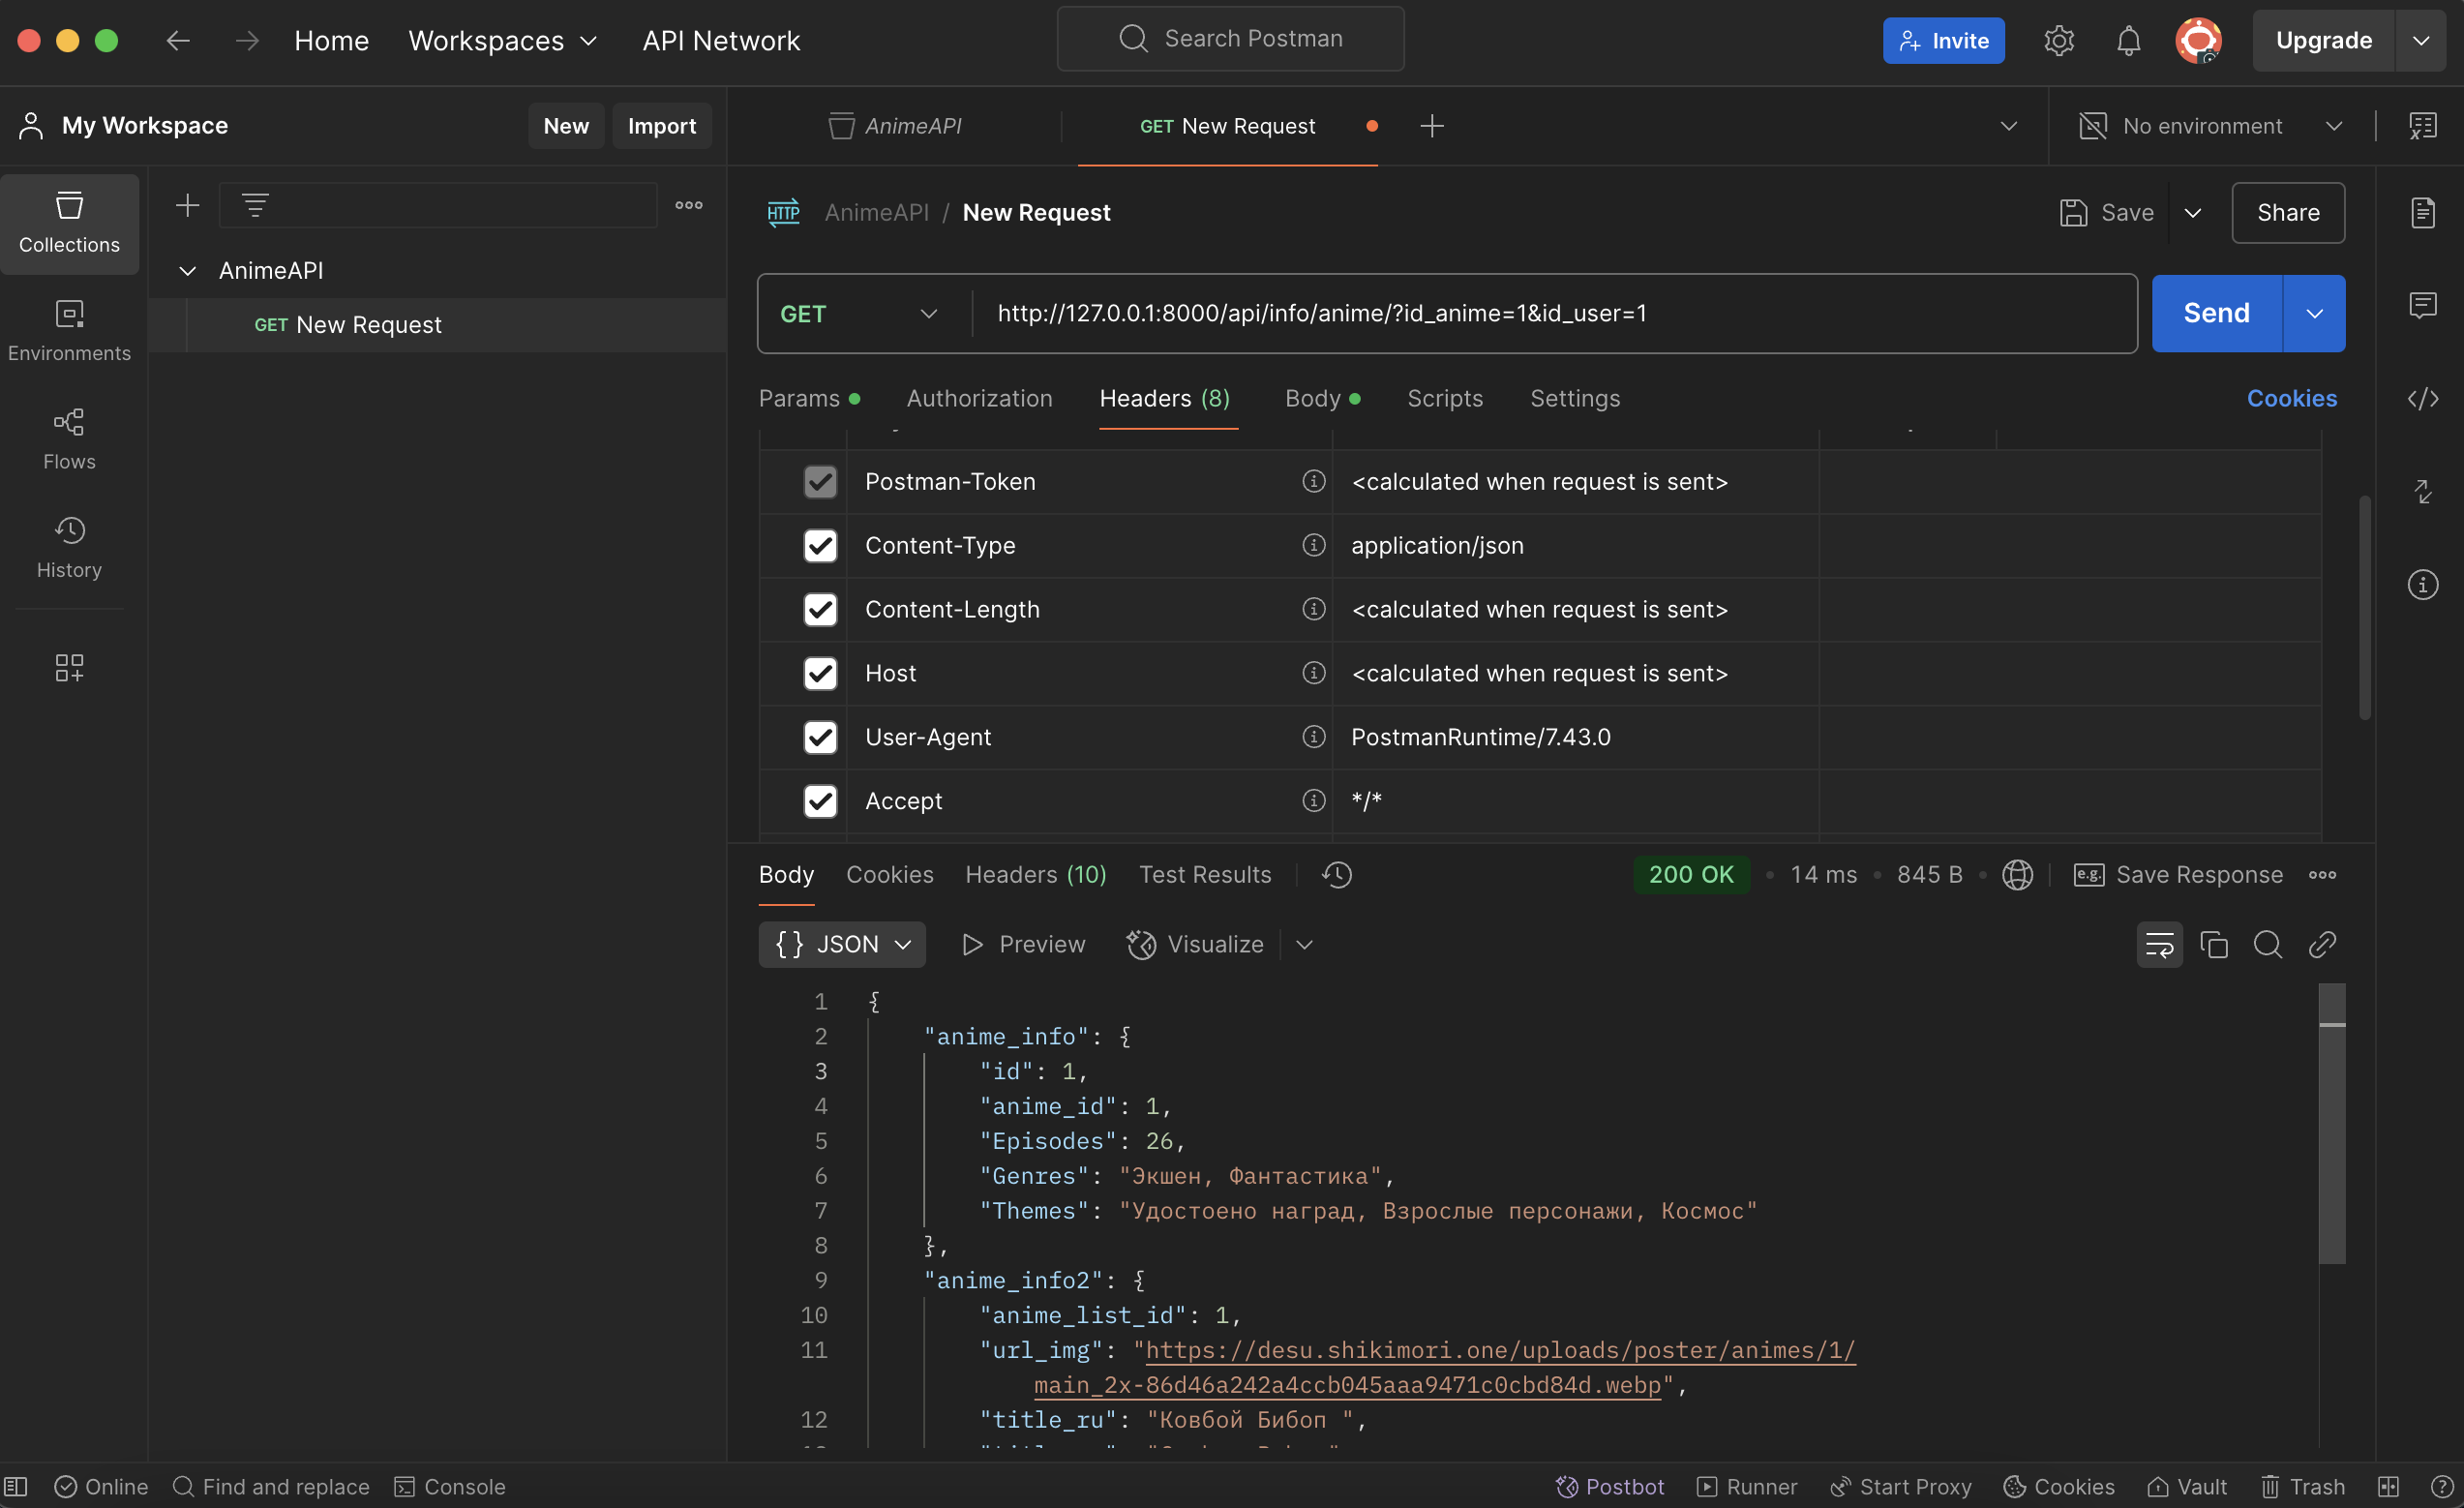 Home Workspaces API Network Search Postman Invite Upgrade
My Workspace New Import AnimeAPI GET New Request No environment
Collections
Environments
Flows
History
AnimeAPI
GET New Request
HTTP AnimeAPI / New Request Save Share
GET http://127.0.0.1:8000/api/info/anime/?id_anime=1&id_user=1 Send
Params Authorization Headers (8) Body Scripts Settings Cookies
Postman-Token <calculated when request is sent>
Content-Type application/json
Content-Length <calculated when request is sent>
Host <calculated when request is sent>
User-Agent PostmanRuntime/7.43.0
Accept */*
Body Cookies Headers (10) Test Results 200 OK 14 ms 845 B e.g. Save Response
{} JSON Preview Visualize
1 {
2 "anime_info": {
3 "id": 1,
4 "anime_id": 1,
5 "Episodes": 26,
6 "Genres": "Экшен, Фантастика",
7 "Themes": "Удостоено наград, Взрослые персонажи, Космос"
8 },
9 "anime_info2": {
10 "anime_list_id": 1,
11 "url_img": "https://desu.shikimori.one/uploads/poster/animes/1/
main_2x-86d46a242a4ccb045aaa9471c0cbd84d.webp",
12 "title_ru": "Ковбой Бибоп ",
Online Find and replace Console Postbot Runner Start Proxy Cookies Vault Trash